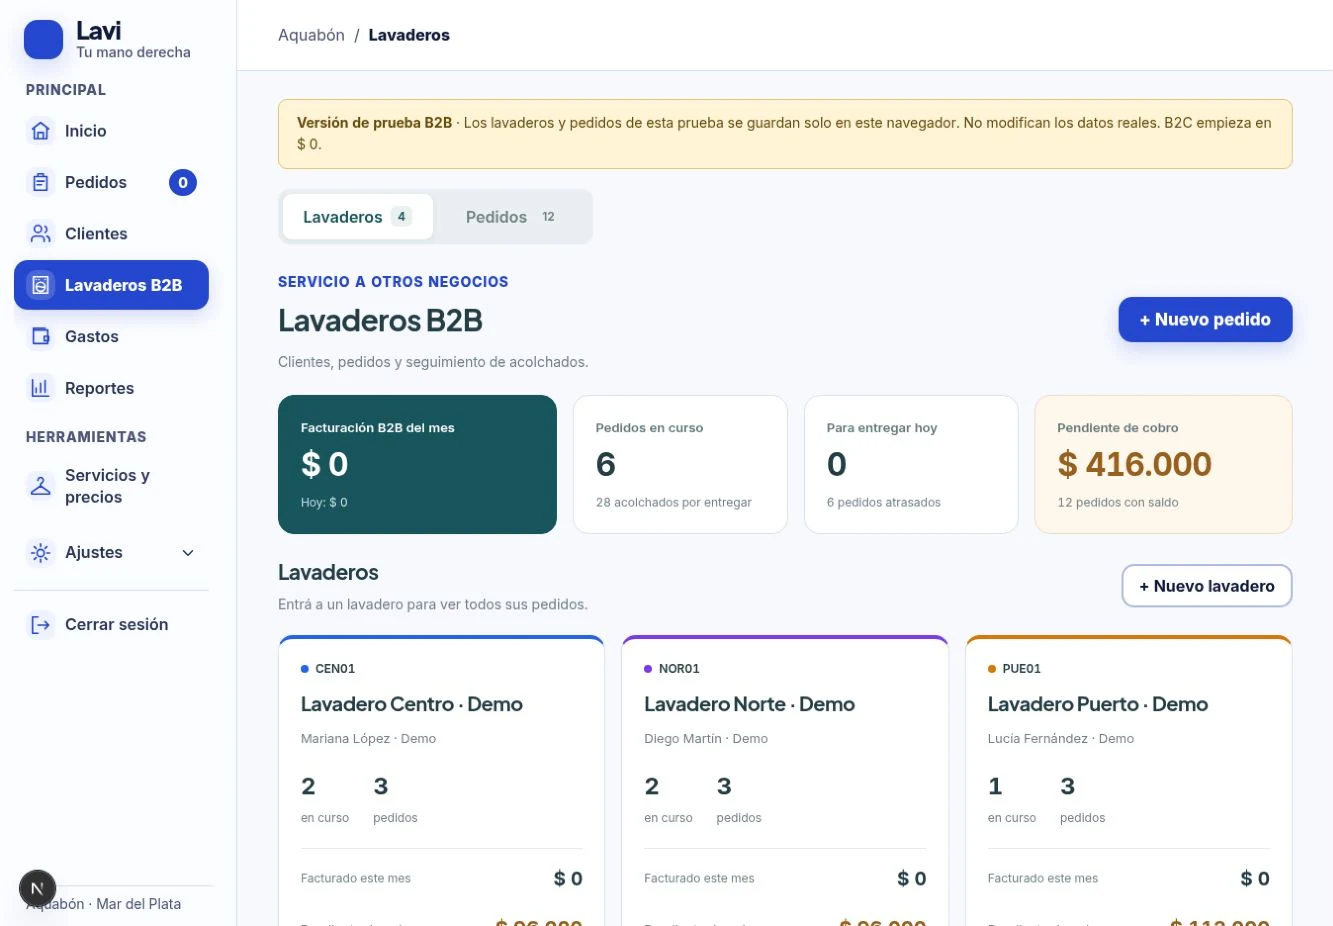 Lavi
Tu mano derecha
PRINCIPAL
Inicio
Pedidos 0
Clientes
Lavaderos B2B
Gastos
Reportes
HERRAMIENTAS
Servicios y
precios
Ajustes
Cerrar sesión
N
Aquabón · Mar del Plata
Aquabón / Lavaderos
Versión de prueba B2B · Los lavaderos y pedidos de esta prueba se guardan solo en este navegador. No modifican los datos reales. B2C empieza en
$ 0.
Lavaderos 4 Pedidos 12
SERVICIO A OTROS NEGOCIOS
Lavaderos B2B
+ Nuevo pedido
Clientes, pedidos y seguimiento de acolchados.
Facturación B2B del mes
$ 0
Hoy: $ 0
Pedidos en curso
6
28 acolchados por entregar
Para entregar hoy
0
6 pedidos atrasados
Pendiente de cobro
$ 416.000
12 pedidos con saldo
Lavaderos
Entrá a un lavadero para ver todos sus pedidos.
+ Nuevo lavadero
CEN01
Lavadero Centro · Demo
Mariana López · Demo
2 3
en curso pedidos
Facturado este mes $ 0
NOR01
Lavadero Norte · Demo
Diego Martín · Demo
2 3
en curso pedidos
Facturado este mes $ 0
PUE01
Lavadero Puerto · Demo
Lucía Fernández · Demo
1 3
en curso pedidos
Facturado este mes $ 0